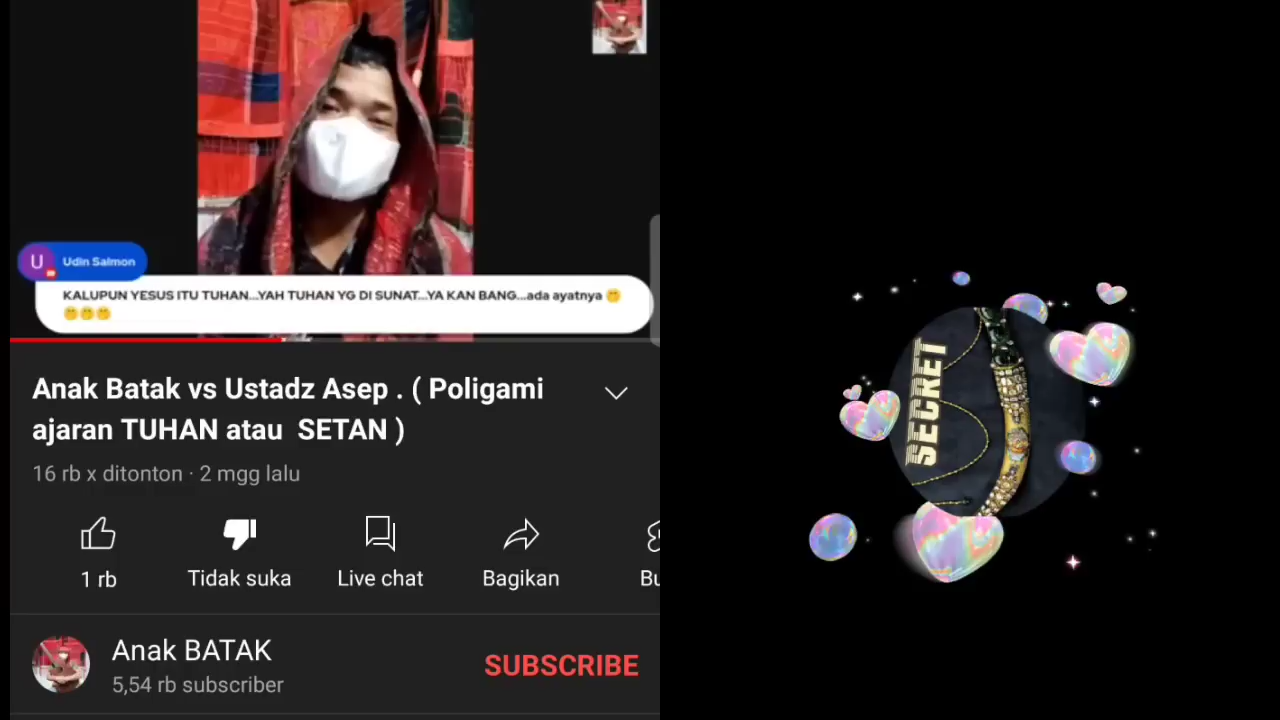 U Udin Salmon
KALUPUN YESUS ITU TUHAN...YAH TUHAN YG DI SUNAT...YA KAN BANG...ada ayatnya 🤭
🤭🤭🤭
Anak Batak vs Ustadz Asep . ( Poligami
ajaran TUHAN atau SETAN )
16 rb x ditonton · 2 mgg lalu
1 rb
Tidak suka
Live chat
Bagikan
Bu
Anak BATAK
5,54 rb subscriber
SUBSCRIBE
SECRET